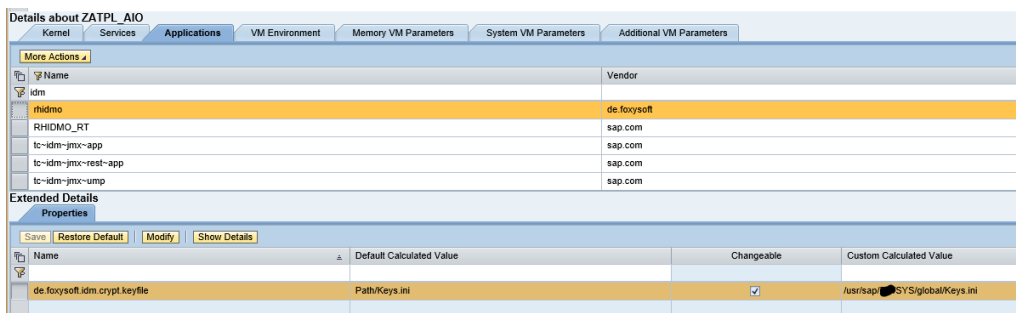 Details about ZATPL_AIO
Kernel Services Applications VM Environment Memory VM Parameters System VM Parameters Additional VM Parameters
More Actions
Name Vendor
idm
rhidmo de.foxysoft
RHIDMO_RT sap.com
tc~idm~jmx~app sap.com
tc~idm~jmx~rest~app sap.com
tc~idm~jmx~ump sap.com
Extended Details
Properties
Save Restore Default Modify Show Details
Name Default Calculated Value Changeable Custom Calculated Value
de.foxysoft.idm.crypt.keyfile Path/Keys.ini /usr/sap/ SYS/global/Keys.ini